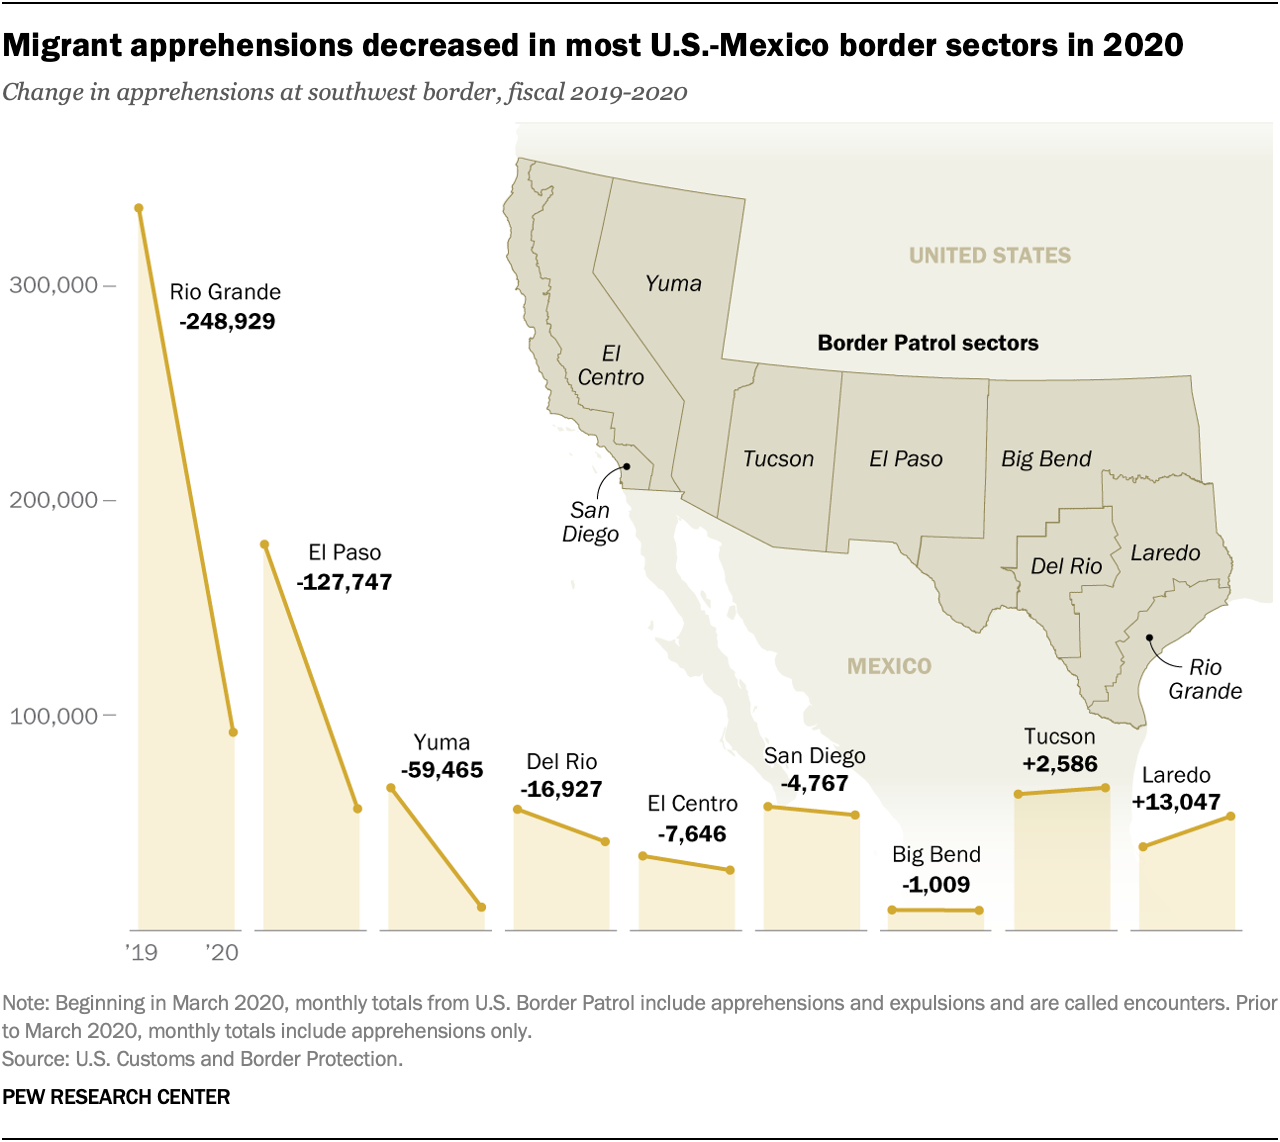 Migrant apprehensions decreased in most U.S.-Mexico border sectors in 2020
Change in apprehensions at southwest border, fiscal 2019-2020
300,000
200,000
100,000
Rio Grande
-248,929
El Paso
-127,747
Yuma
-59,465
Del Rio
-16,927
El Centro
-7,646
San Diego
-4,767
Big Bend
-1,009
Tucson
+2,586
Laredo
+13,047
'19
'20
UNITED STATES
Border Patrol sectors
Yuma
El
Centro
Tucson
El Paso
Big Bend
San
Diego
Del Rio
Laredo
Rio
Grande
MEXICO
Note: Beginning in March 2020, monthly totals from U.S. Border Patrol include apprehensions and expulsions and are called encounters. Prior
to March 2020, monthly totals include apprehensions only.
Source: U.S. Customs and Border Protection.
PEW RESEARCH CENTER